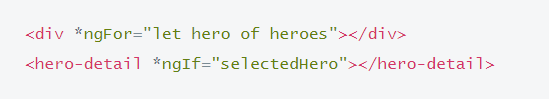 <div *ngFor="let hero of heroes"></div>
<hero-detail *ngIf="selectedHero"></hero-detail>